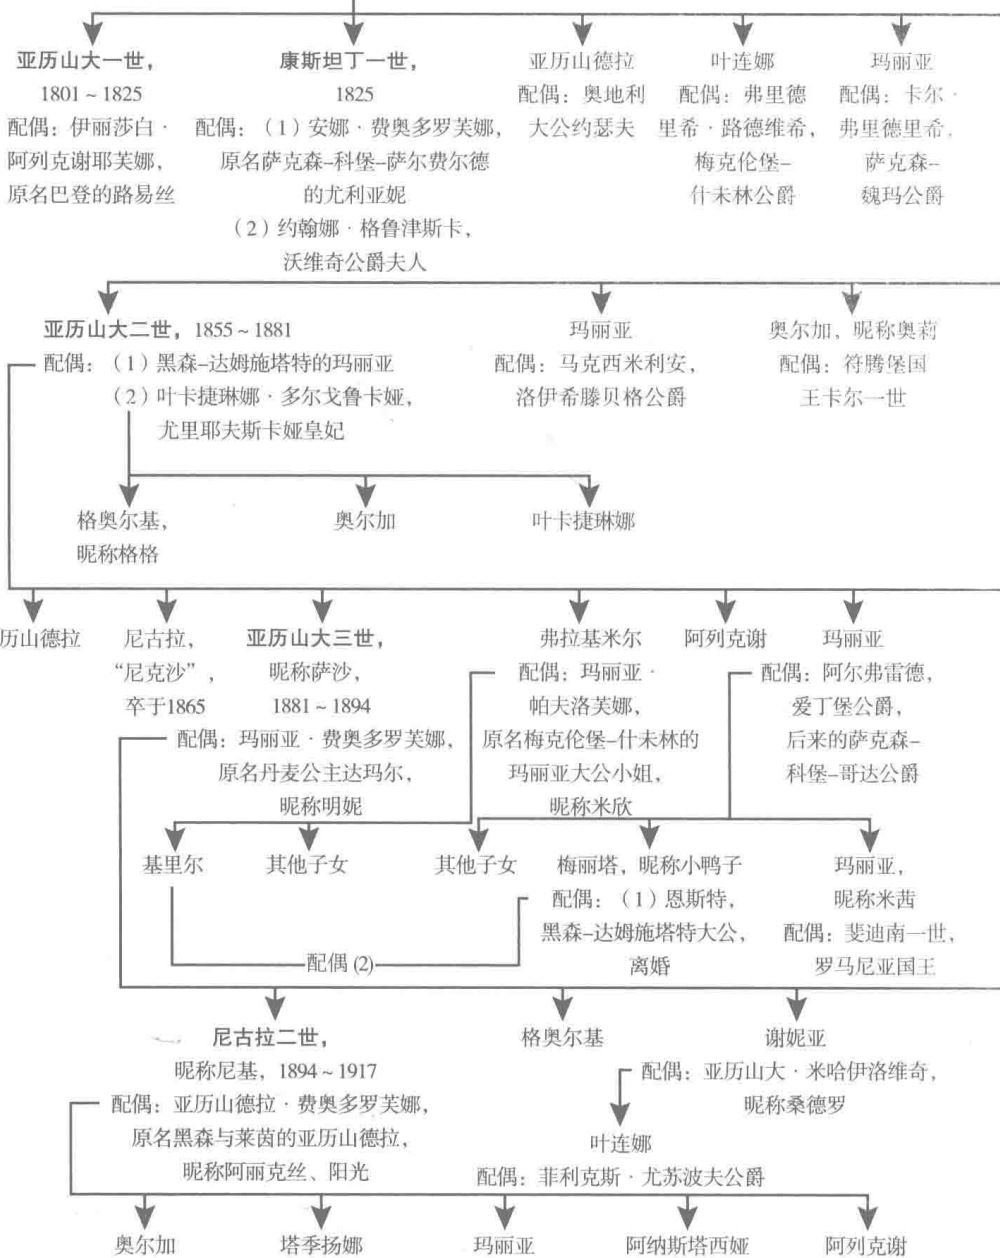 亚历山大一世，
1801～1825
配偶：伊丽莎白·
阿列克谢耶芙娜，
原名巴登的路易丝
康斯坦丁一世，
1825
配偶：（1）安娜·费奥多罗芙娜，
原名萨克森–科堡–萨尔费尔德
的尤利亚妮
（2）约翰娜·格鲁津斯卡，
沃维奇公爵夫人
亚历山德拉
配偶：奥地利
大公约瑟夫
叶连娜
配偶：弗里德
里希·路德维希，
梅克伦堡–
什未林公爵
玛丽亚
配偶：卡尔·
弗里德里希，
萨克森–
魏玛公爵
亚历山大二世，1855～1881
配偶：（1）黑森–达姆施塔特的玛丽亚
（2）叶卡捷琳娜·多尔戈鲁卡娅，
尤里耶夫斯卡娅皇妃
玛丽亚
配偶：马克西米利安，
洛伊希滕贝格公爵
奥尔加，昵称奥莉
配偶：符腾堡国
王卡尔一世
格奥尔基，
昵称格格
奥尔加
叶卡捷琳娜
历山德拉
尼古拉，
“尼克沙”，
卒于1865
亚历山大三世，
昵称萨沙，
1881～1894
配偶：玛丽亚·费奥多罗芙娜，
原名丹麦公主达玛尔，
昵称明妮
弗拉基米尔
配偶：玛丽亚·
帕夫洛芙娜，
原名梅克伦堡–什未林的
玛丽亚大公小姐，
昵称米欣
阿列克谢
玛丽亚
配偶：阿尔弗雷德，
爱丁堡公爵，
后来的萨克森–
科堡–哥达公爵
基里尔
其他子女
其他子女
梅丽塔，昵称小鸭子
配偶：（1）恩斯特，
黑森–达姆施塔特大公，
离婚
玛丽亚，
昵称米茜
配偶：斐迪南一世，
罗马尼亚国王
配偶 (2)
尼古拉二世，
昵称尼基，1894～1917
配偶：亚历山德拉·费奥多罗芙娜，
原名黑森与莱茵的亚历山德拉，
昵称阿丽克丝、阳光
格奥尔基
谢妮亚
配偶：亚历山大·米哈伊洛维奇，
昵称桑德罗
叶连娜
配偶：菲利克斯·尤苏波夫公爵
奥尔加
塔季扬娜
玛丽亚
阿纳斯塔西娅
阿列克谢